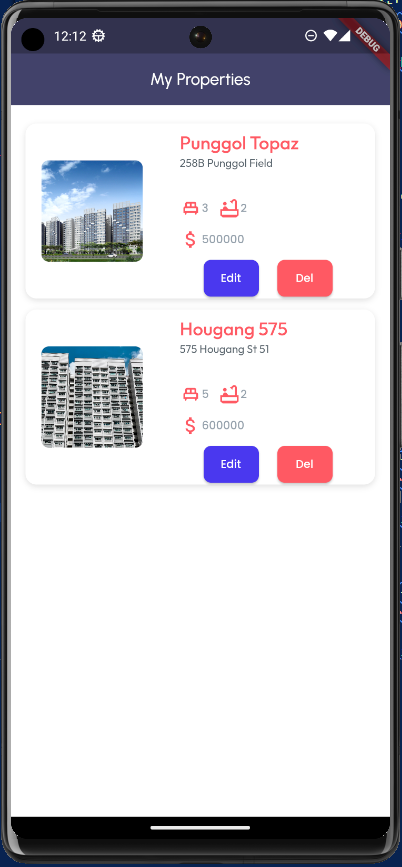 12:12
DEBUG
My Properties
Punggol Topaz
258B Punggol Field
3 2
$ 500000
Edit Del
Hougang 575
575 Hougang St 51
5 2
$ 600000
Edit Del